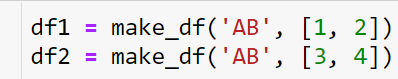 df1 = make_df('AB', [1, 2])
df2 = make_df('AB', [3, 4])